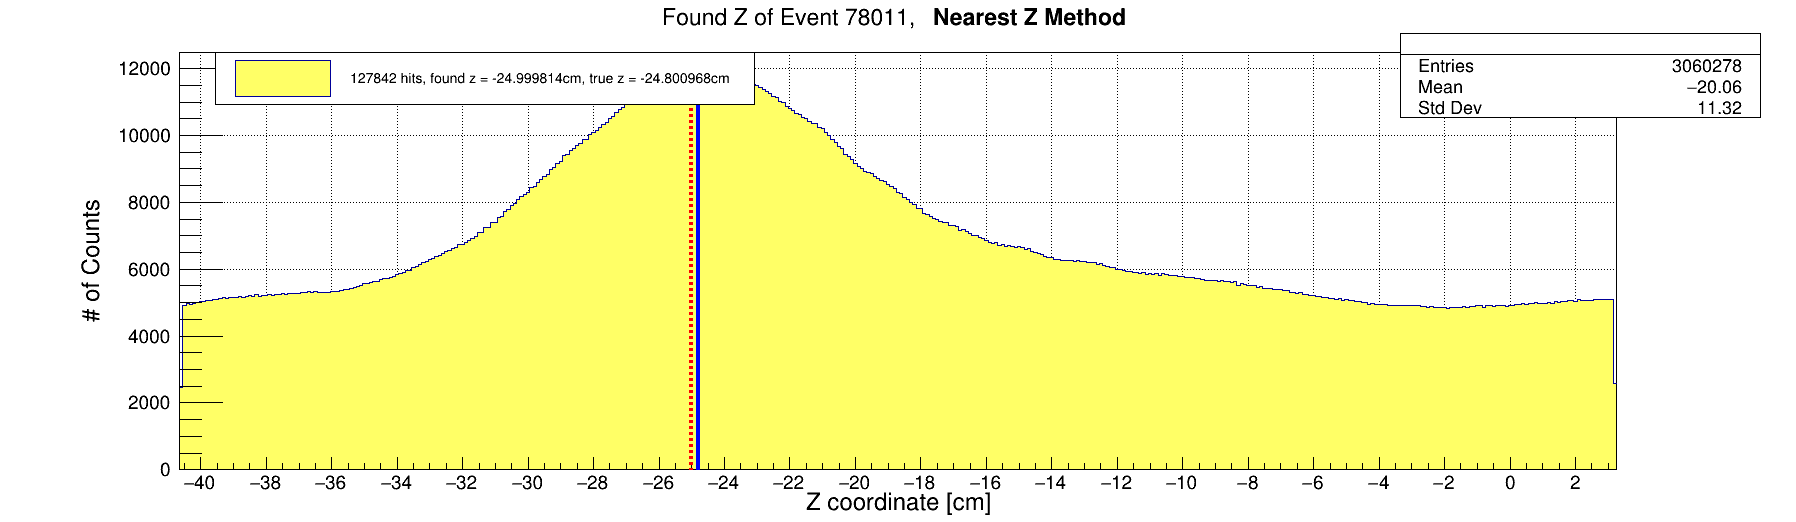 Found Z of Event 78011, Nearest Z Method
127842 hits, found z = -24.999814cm, true z = -24.800968cm
Entries 3060278
Mean −20.06
Std Dev 11.32
12000
10000
8000
6000
4000
2000
0
# of Counts
−40 −38 −36 −34 −32 −30 −28 −26 −24 −22 −20 −18 −16 −14 −12 −10 −8 −6 −4 −2 0 2
Z coordinate [cm]